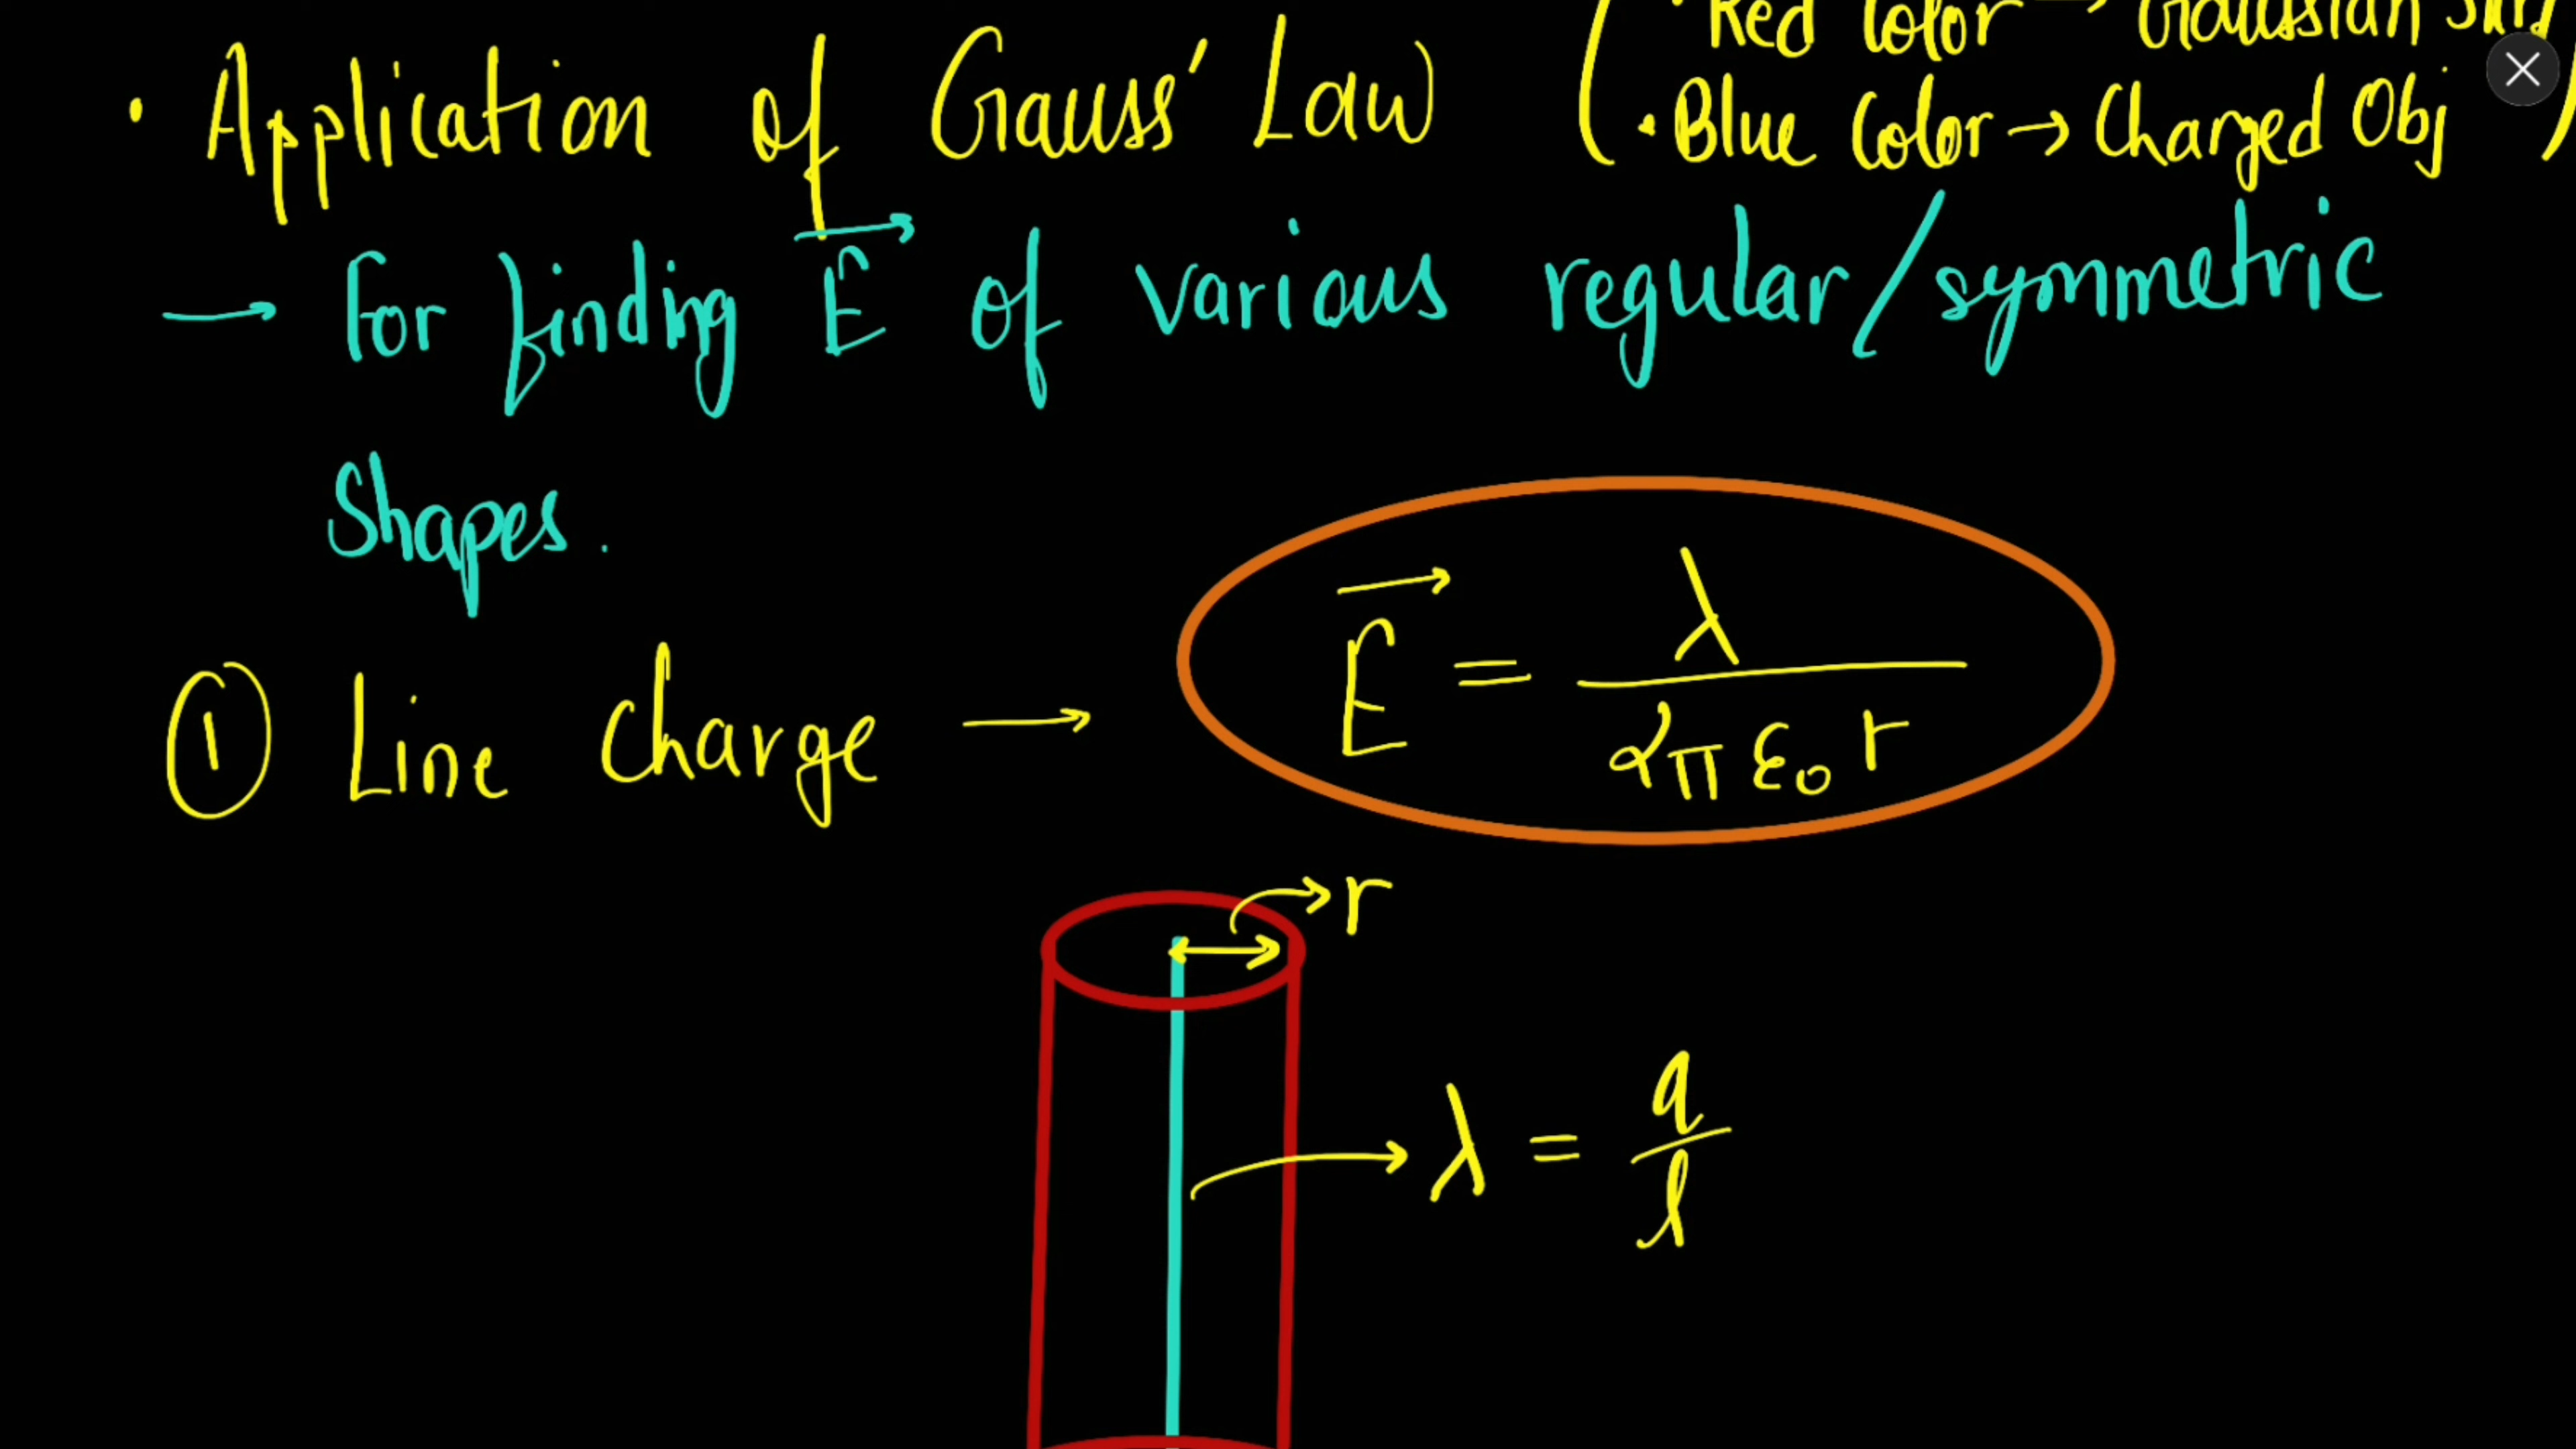 Red Color → Gaussian Surf
• Application of Gauss' Law
• Blue Color → Charged Obj
→ For finding E⃗ of various regular/symmetric
Shapes.
① Line Charge → E⃗ = λ / 2π ε₀ r
r
λ = q / l